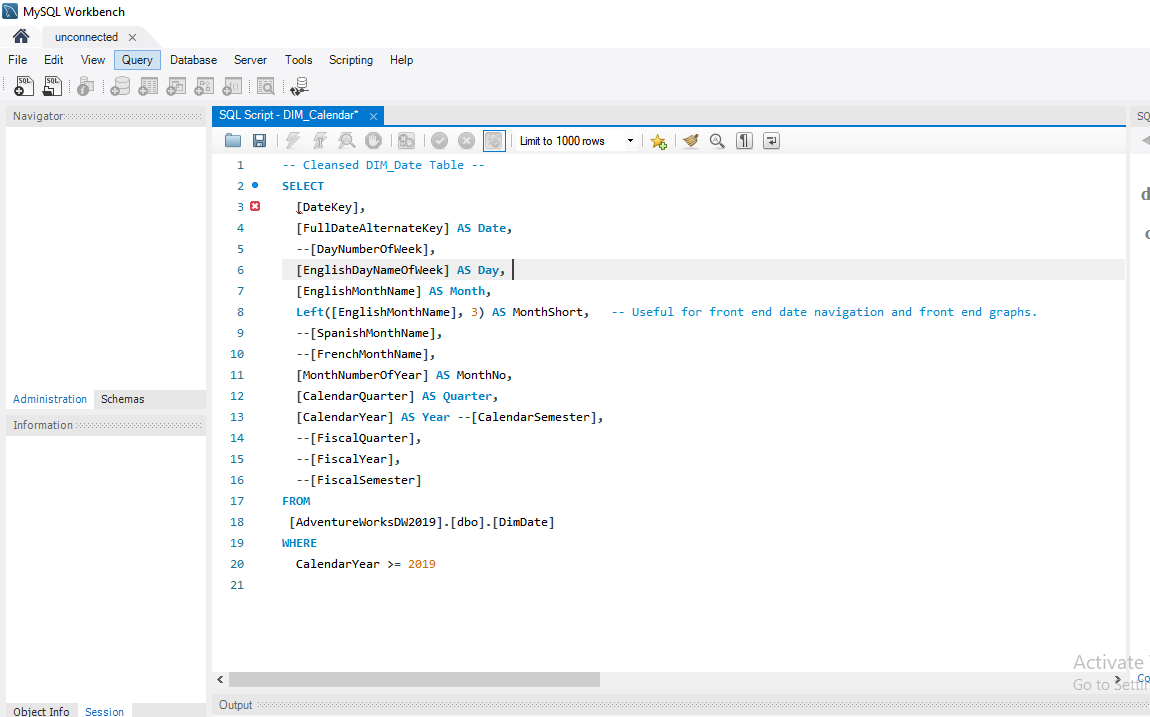 MySQL Workbench
unconnected
File Edit View Query Database Server Tools Scripting Help
Navigator
SQL Script - DIM_Calendar*
Limit to 1000 rows
1 -- Cleansed DIM_Date Table --
2 SELECT
3 [DateKey],
4 [FullDateAlternateKey] AS Date,
5 --[DayNumberOfWeek],
6 [EnglishDayNameOfWeek] AS Day,
7 [EnglishMonthName] AS Month,
8 Left([EnglishMonthName], 3) AS MonthShort, -- Useful for front end date navigation and front end graphs.
9 --[SpanishMonthName],
10 --[FrenchMonthName],
11 [MonthNumberOfYear] AS MonthNo,
12 [CalendarQuarter] AS Quarter,
13 [CalendarYear] AS Year --[CalendarSemester],
14 --[FiscalQuarter],
15 --[FiscalYear],
16 --[FiscalSemester]
17 FROM
18 [AdventureWorksDW2019].[dbo].[DimDate]
19 WHERE
20 CalendarYear >= 2019
21
Administration Schemas
Information
Object Info Session
Output
Activate
Go to